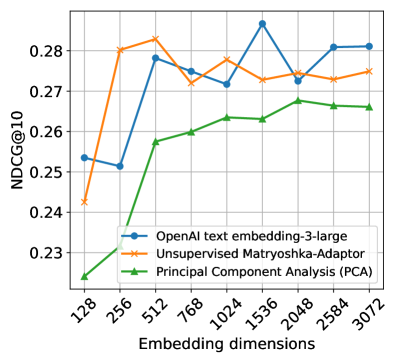 NDCG@10
0.28
0.27
0.26
0.25
0.24
0.23
OpenAI text embedding-3-large
Unsupervised Matryoshka-Adaptor
Principal Component Analysis (PCA)
128 256 512 768 1024 1536 2048 2584 3072
Embedding dimensions